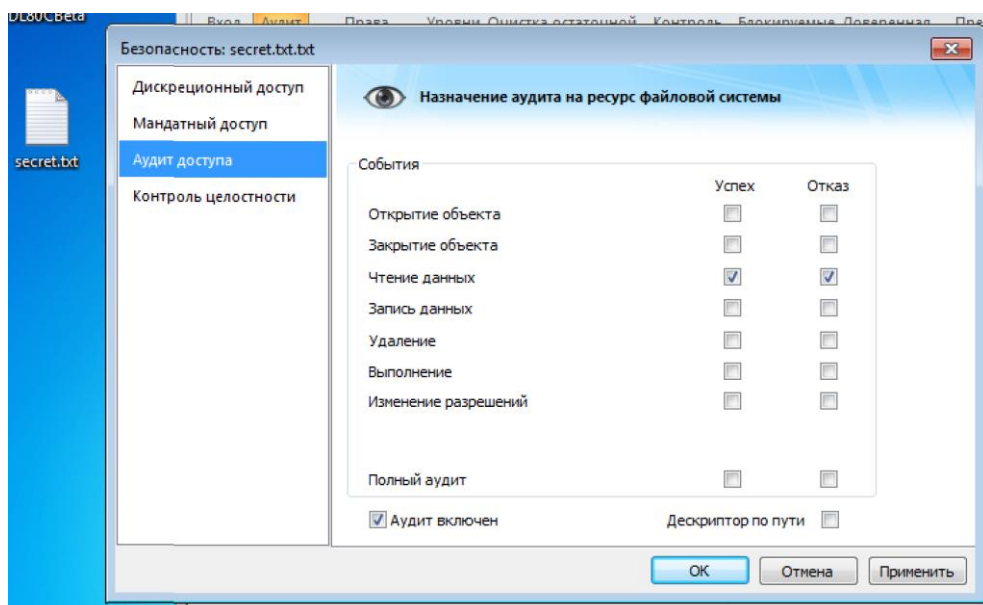 DL80CBeta
Вход Аудит Права Уровни Очистка остаточной Контроль Блокируемые Доверенная
Безопасность: secret.txt.txt
secret.txt
Дискреционный доступ
Мандатный доступ
Аудит доступа
Контроль целостности
Назначение аудита на ресурс файловой системы
События
Успех Отказ
Открытие объекта
Закрытие объекта
Чтение данных
Запись данных
Удаление
Выполнение
Изменение разрешений
Полный аудит
Аудит включен Дескриптор по пути
OK Отмена Применить